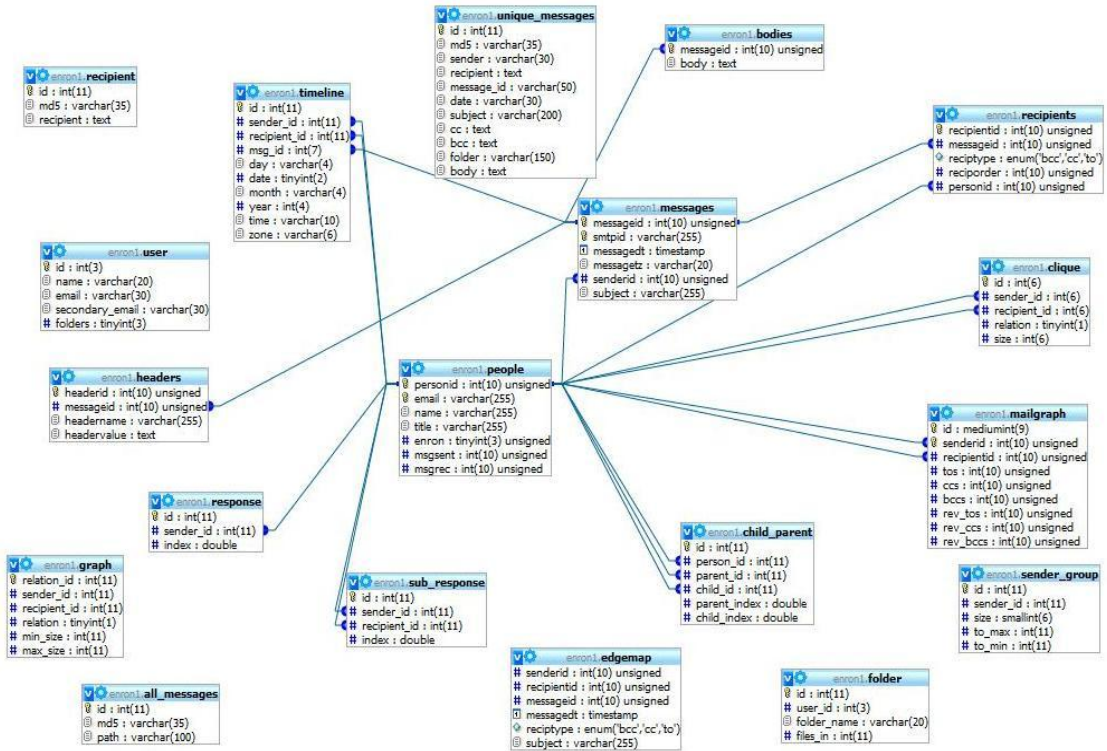 enron1.unique_messages
id : int(11)
md5 : varchar(35)
sender : varchar(30)
recipient : text
message_id : varchar(50)
date : varchar(30)
subject : varchar(200)
cc : text
bcc : text
folder : varchar(150)
body : text
enron1.bodies
messageid : int(10) unsigned
body : text
enron1.recipient
id : int(11)
md5 : varchar(35)
recipient : text
enron1.timeline
id : int(11)
sender_id : int(11)
recipient_id : int(11)
msg_id : int(7)
day : varchar(4)
date : tinyint(2)
month : varchar(4)
year : int(4)
time : varchar(10)
zone : varchar(6)
enron1.recipients
recipientid : int(10) unsigned
messageid : int(10) unsigned
reciptype : enum('bcc','cc','to')
reciporder : int(10) unsigned
personid : int(10) unsigned
enron1.messages
messageid : int(10) unsigned
smtpid : varchar(255)
messagedt : timestamp
messagetz : varchar(20)
senderid : int(10) unsigned
subject : varchar(255)
enron1.user
id : int(3)
name : varchar(20)
email : varchar(30)
secondary_email : varchar(30)
folders : tinyint(3)
enron1.clique
id : int(6)
sender_id : int(6)
recipient_id : int(6)
relation : tinyint(1)
size : int(6)
enron1.headers
headerid : int(10) unsigned
messageid : int(10) unsigned
headername : varchar(255)
headervalue : text
enron1.people
personid : int(10) unsigned
email : varchar(255)
name : varchar(255)
title : varchar(255)
enron : tinyint(3) unsigned
msgsent : int(10) unsigned
msgrec : int(10) unsigned
enron1.mailgraph
id : mediumint(9)
senderid : int(10) unsigned
recipientid : int(10) unsigned
tos : int(10) unsigned
ccs : int(10) unsigned
bccs : int(10) unsigned
rev_tos : int(10) unsigned
rev_ccs : int(10) unsigned
rev_bccs : int(10) unsigned
enron1.response
id : int(11)
sender_id : int(11)
index : double
enron1.child_parent
id : int(11)
person_id : int(11)
parent_id : int(11)
child_id : int(11)
parent_index : double
child_index : double
enron1.graph
relation_id : int(11)
sender_id : int(11)
recipient_id : int(11)
relation : tinyint(1)
min_size : int(11)
max_size : int(11)
enron1.sub_response
id : int(11)
sender_id : int(11)
recipient_id : int(11)
index : double
enron1.sender_group
id : int(11)
sender_id : int(11)
size : smallint(6)
to_max : int(11)
to_min : int(11)
enron1.edgemap
senderid : int(10) unsigned
recipientid : int(10) unsigned
messageid : int(10) unsigned
messagedt : timestamp
reciptype : enum('bcc','cc','to')
subject : varchar(255)
enron1.folder
id : int(11)
user_id : int(3)
folder_name : varchar(20)
files_in : int(11)
enron1.all_messages
id : int(11)
md5 : varchar(35)
path : varchar(100)